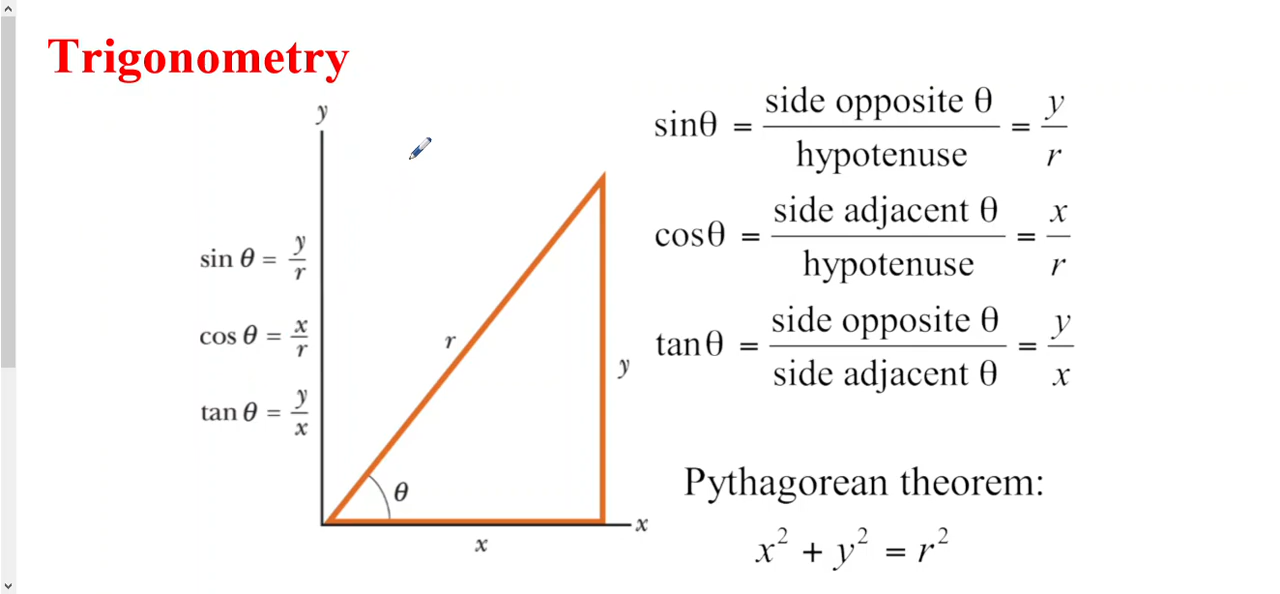 Trigonometry
y
sin θ = y/r
cos θ = x/r
tan θ = y/x
r
y
θ
x
x
sinθ = side opposite θ / hypotenuse = y/r
cosθ = side adjacent θ / hypotenuse = x/r
tanθ = side opposite θ / side adjacent θ = y/x
Pythagorean theorem:
x² + y² = r²